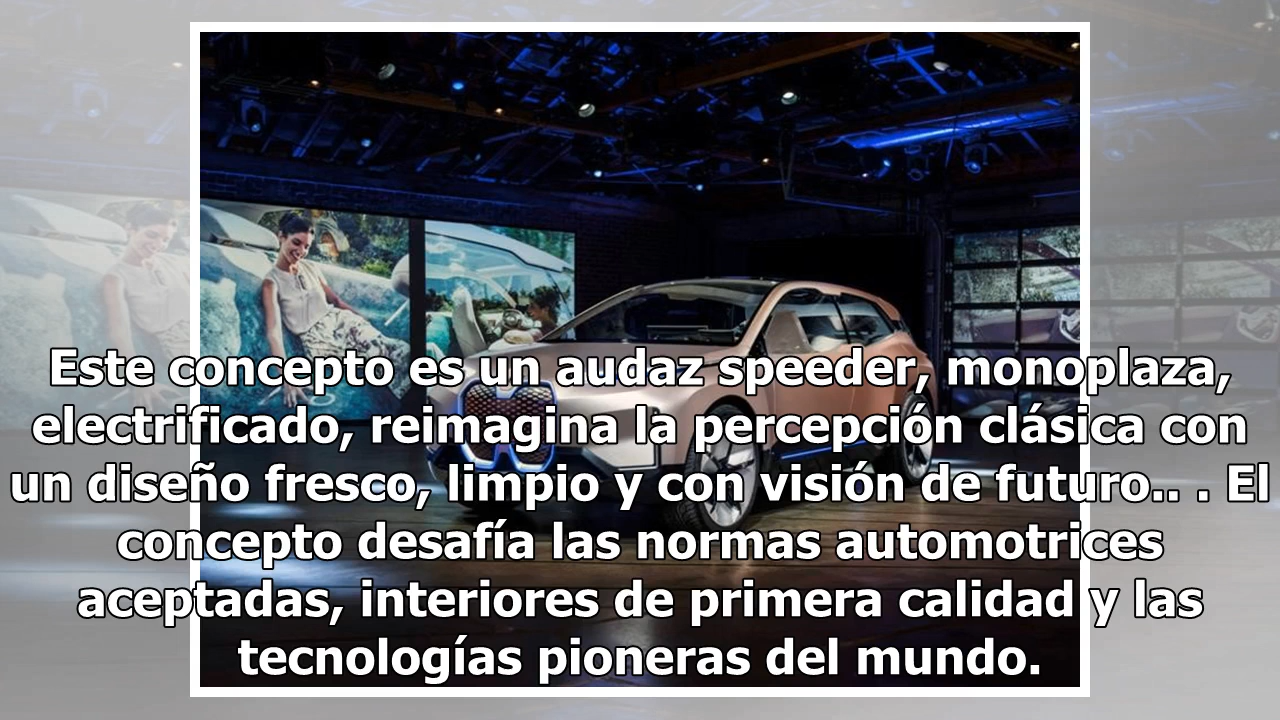 Este concepto es un audaz speeder, monoplaza,
electrificado, reimagina la percepción clásica con
un diseño fresco, limpio y con visión de futuro.. . El
concepto desafía las normas automotrices
aceptadas, interiores de primera calidad y las
tecnologías pioneras del mundo.